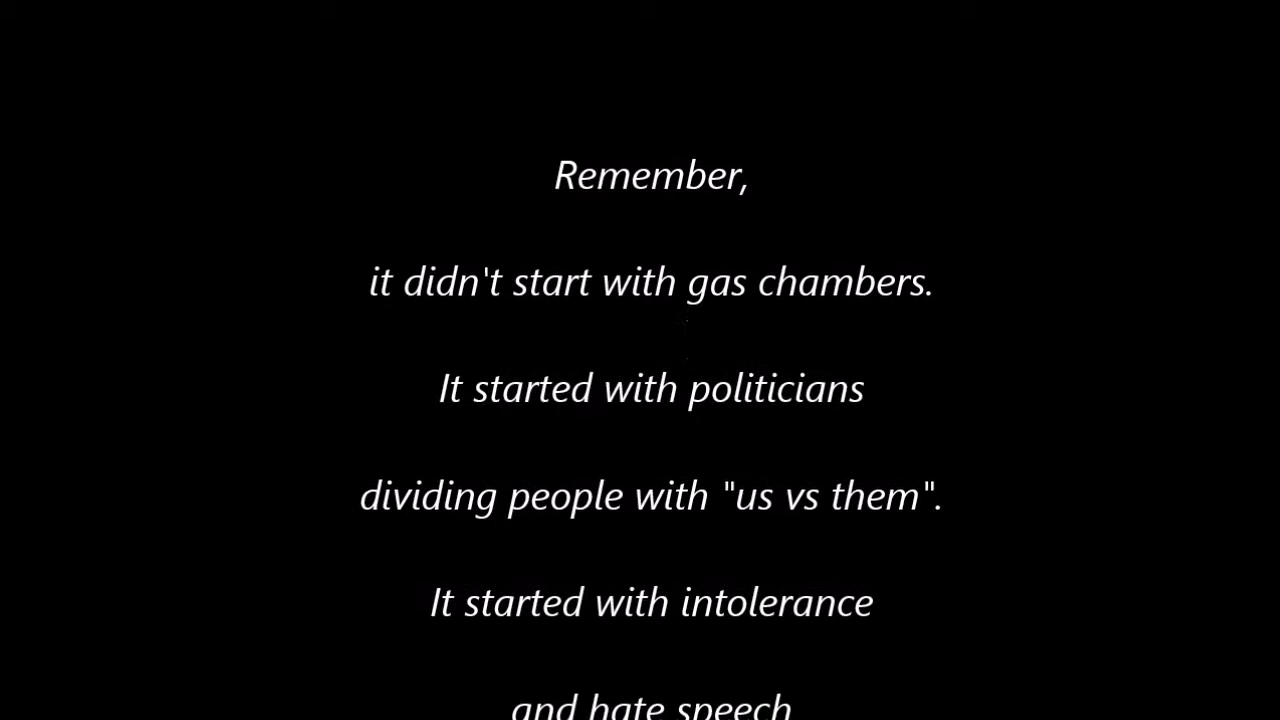 Remember,
it didn't start with gas chambers.
It started with politicians
dividing people with "us vs them".
It started with intolerance
and hate speech